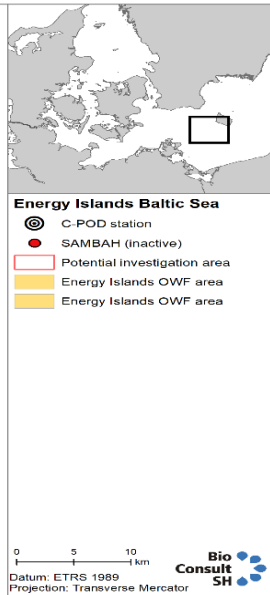 Energy Islands Baltic Sea
C-POD station
SAMBAH (inactive)
Potential investigation area
Energy Islands OWF area
Energy Islands OWF area
0 5 10
km
Bio
Consult
SH
Datum: ETRS 1989
Projection: Transverse Mercator